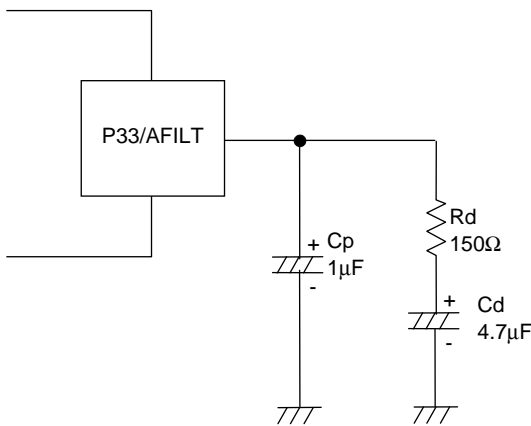 P33/AFILT
+
Cp
1μF
-
Rd
150Ω
+
Cd
4.7μF
-